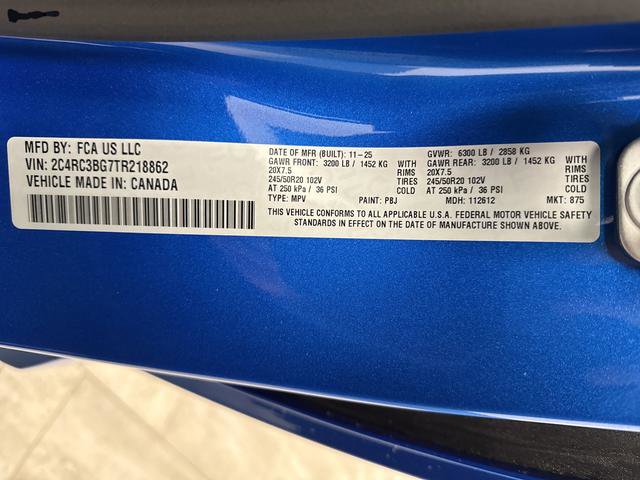 MFD BY: FCA US LLC
VIN: 2C4RC3BG7TR218862
VEHICLE MADE IN: CANADA
DATE OF MFR (BUILT): 11-25
GAWR FRONT: 3200 LB / 1452 KG WITH
20X7.5 RIMS
245/50R20 102V TIRES
AT 250 kPa / 36 PSI COLD
TYPE: MPV PAINT: PBJ
GVWR: 6300 LB / 2858 KG
GAWR REAR: 3200 LB / 1452 KG WITH
20X7.5 RIMS
245/50R20 102V TIRES
AT 250 kPa / 36 PSI COLD
MDH: 112612 MKT: 875
THIS VEHICLE CONFORMS TO ALL APPLICABLE U.S.A. FEDERAL MOTOR VEHICLE SAFETY
STANDARDS IN EFFECT ON THE DATE OF MANUFACTURE SHOWN ABOVE.